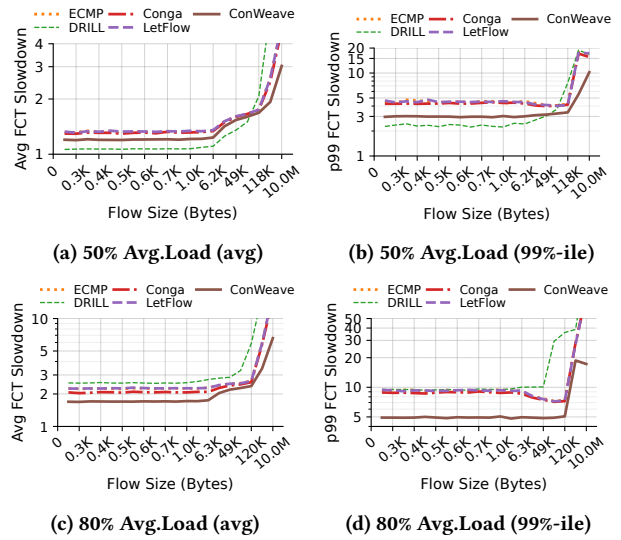 ECMP Conga ConWeave
DRILL LetFlow
Avg FCT Slowdown
4
3
2
1
0 0.3K 0.4K 0.5K 0.6K 0.7K 1.0K 6.2K 49K 118K 10.0M
Flow Size (Bytes)
(a) 50% Avg.Load (avg)
ECMP Conga ConWeave
DRILL LetFlow
p99 FCT Slowdown
20
15
10
5
3
1
0 0.3K 0.4K 0.5K 0.6K 0.7K 1.0K 6.2K 49K 118K 10.0M
Flow Size (Bytes)
(b) 50% Avg.Load (99%-ile)
ECMP Conga ConWeave
DRILL LetFlow
Avg FCT Slowdown
10
5
3
2
1
0 0.3K 0.4K 0.5K 0.6K 0.7K 1.0K 6.3K 49K 120K 10.0M
Flow Size (Bytes)
(c) 80% Avg.Load (avg)
ECMP Conga ConWeave
DRILL LetFlow
p99 FCT Slowdown
50
40
30
20
10
5
0 0.3K 0.4K 0.5K 0.6K 0.7K 1.0K 6.3K 49K 120K 10.0M
Flow Size (Bytes)
(d) 80% Avg.Load (99%-ile)